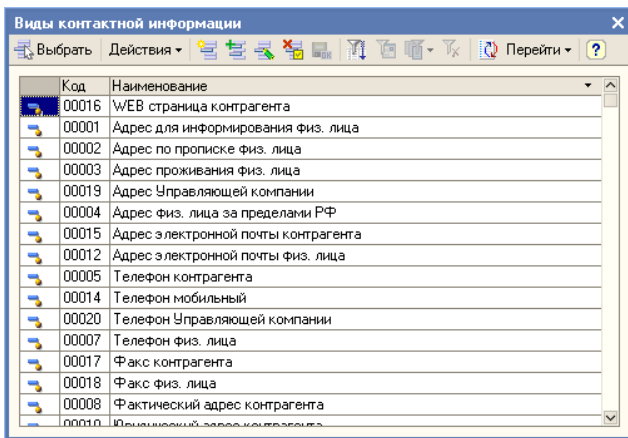 Виды контактной информации
Выбрать Действия Перейти ?
Код Наименование
00016 WEB страница контрагента
00001 Адрес для информирования физ. лица
00002 Адрес по прописке физ. лица
00003 Адрес проживания физ. лица
00019 Адрес Управляющей компании
00004 Адрес физ. лица за пределами РФ
00015 Адрес электронной почты контрагента
00012 Адрес электронной почты физ. лица
00005 Телефон контрагента
00014 Телефон мобильный
00020 Телефон Управляющей компании
00007 Телефон физ. лица
00017 Факс контрагента
00018 Факс физ. лица
00008 Фактический адрес контрагента
00010 Юридический адрес контрагента